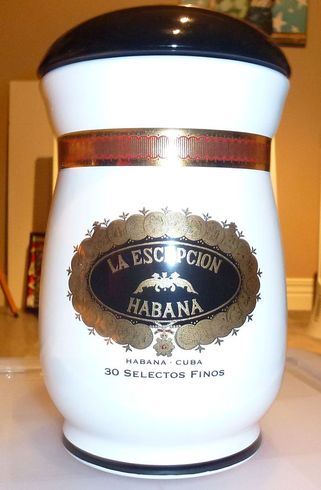 LA ESCEPCION
HABANA
HABANA · CUBA
30 SELECTOS FINOS